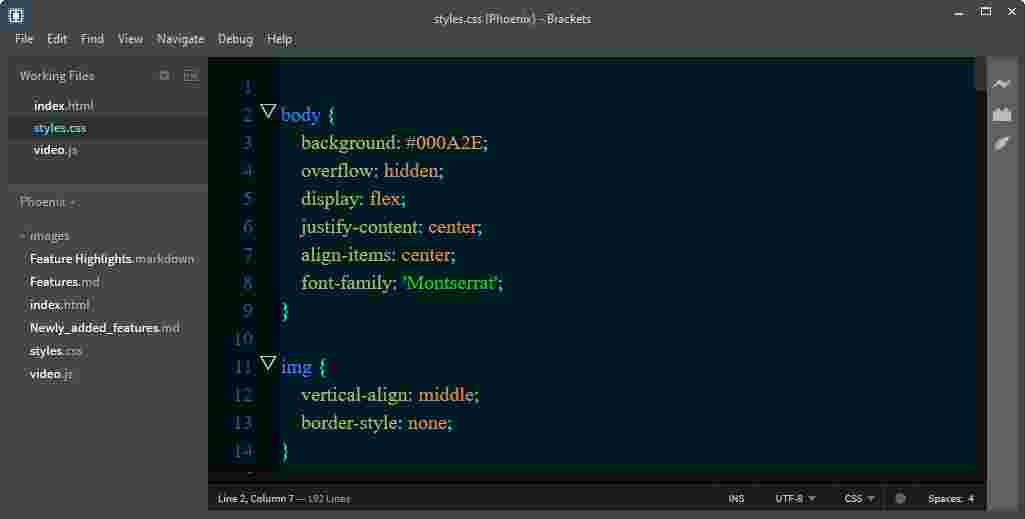 styles.css (Phoenix) - Brackets
File Edit Find View Navigate Debug Help
Working Files
index.html
styles.css
video.js
Phoenix
images
Feature Highlights.markdown
Features.md
index.html
Newly_added_features.md
styles.css
video.js
1
2 body {
3 background: #000A2E;
4 overflow: hidden;
5 display: flex;
6 justify-content: center;
7 align-items: center;
8 font-family: 'Montserrat';
9 }
10
11 img {
12 vertical-align: middle;
13 border-style: none;
14 }
Line 2, Column 7 — 192 Lines
INS UTF-8 CSS Spaces: 4